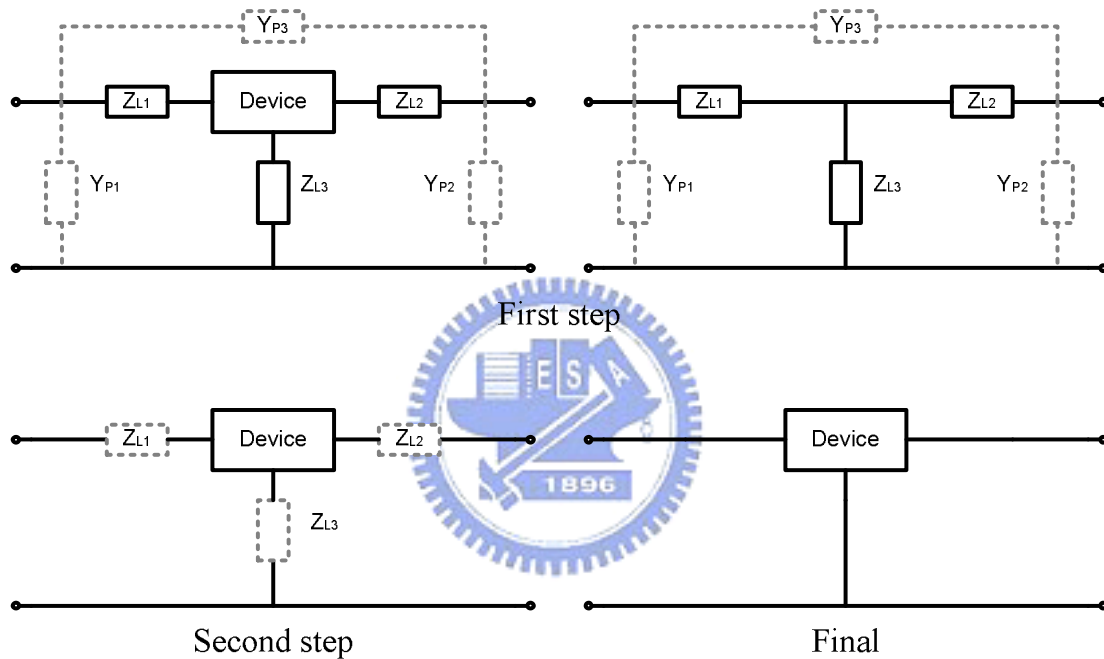 YP3
ZL1 Device ZL2
YP1 ZL3 YP2
YP3
ZL1 ZL2
YP1 ZL3 YP2
First step
ZL1 Device ZL2
ZL3
Second step
Device
Final
E S A
1896